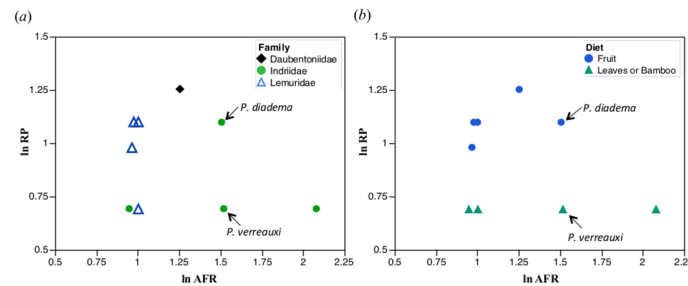 (a)
1.5
1.25
1
0.75
0.5
ln RP
0.5 0.75 1 1.25 1.5 1.75 2 2.25
ln AFR
Family
Daubentoniidae
Indriidae
Lemuridae
P. diadema
P. verreauxi
(b)
1.5
1.25
1
0.75
0.5
ln RP
0.5 0.75 1 1.25 1.5 1.75 2 2.2
ln AFR
Diet
Fruit
Leaves or Bamboo
P. diadema
P. verreauxi